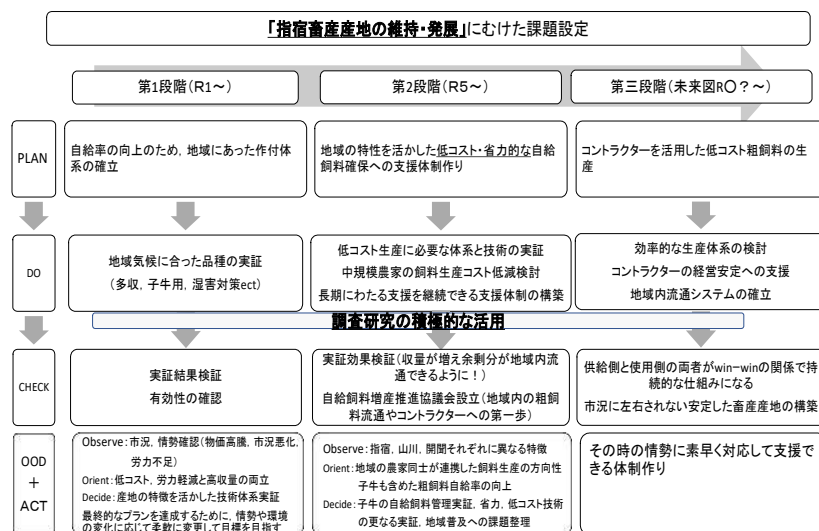 「指宿畜産産地の維持・発展」にむけた課題設定
第1段階(R1～)
第2段階(R5～)
第三段階(未来図R〇？～)
PLAN
自給率の向上のため，地域にあった作付体
系の確立
地域の特性を活かした低コスト・省力的な自給
飼料確保への支援体制作り
コントラクターを活用した低コスト粗飼料の生
産
DO
地域気候に合った品種の実証
(多収，子牛用，湿害対策ect)
低コスト生産に必要な体系と技術の実証
中規模農家の飼料生産コスト低減検討
長期にわたる支援を継続できる支援体制の構築
効率的な生産体系の検討
コントラクターの経営安定への支援
地域内流通システムの確立
調査研究の積極的な活用
CHECK
実証結果検証
有効性の確認
実証効果検証(収量が増え余剰分が地域内流
通できるように！)
自給飼料増産推進協議会設立(地域内の粗飼
料流通やコントラクターへの第一歩)
供給側と使用側の両者がwin-winの関係で持
続的な仕組みになる
市況に左右されない安定した畜産産地の構築
OOD
+
ACT
Observe：市況，情勢確認(物価高騰，市況悪化，
労力不足)
Orient：低コスト，労力軽減と高収量の両立
Decide：産地の特徴を活かした技術体系実証
最終的なプランを達成するために，情勢や環境
の変化に応じて柔軟に変更して目標を目指す
Observe：指宿，山川，開聞それぞれに異なる特徴
Orient：地域の農家同士が連携した飼料生産の方向性
子牛も含めた粗飼料自給率の向上
Decide：子牛の自給飼料管理実証，省力，低コスト技術
の更なる実証，地域普及への課題整理
その時の情勢に素早く対応して支援で
きる体制作り